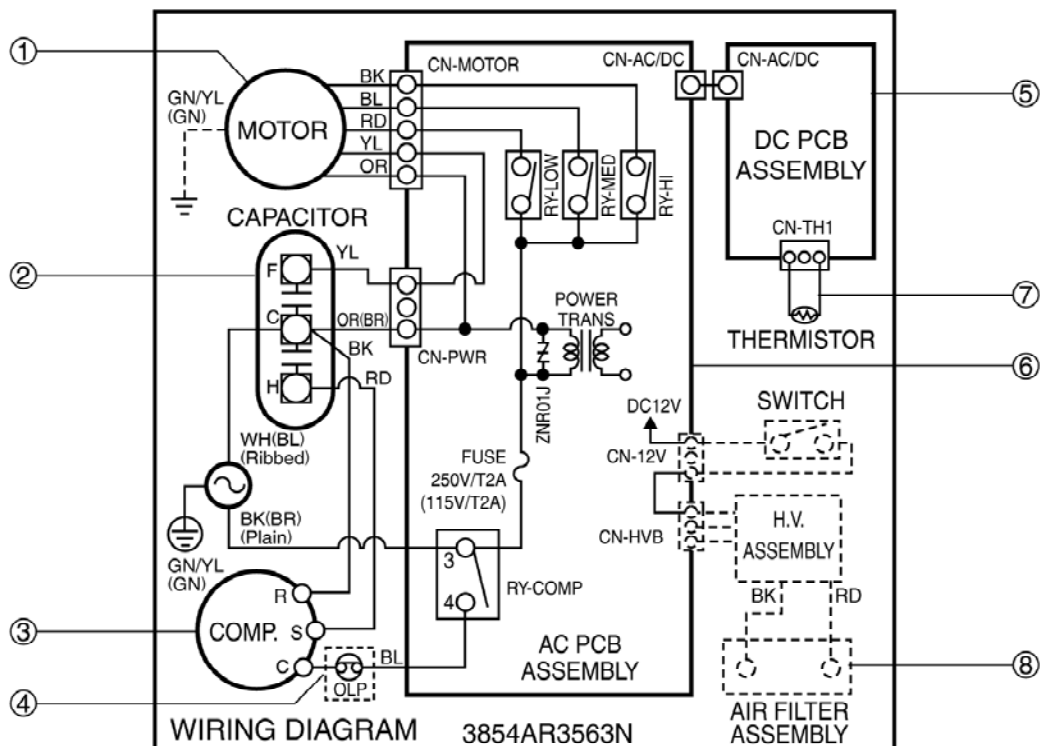 1
CN-MOTOR
CN-AC/DC
CN-AC/DC
BK
GN/YL
(GN)
BL
5
RD
MOTOR
DC PCB
ASSEMBLY
YL
OR
RY-LOW
RY-MED
RY-HI
CAPACITOR
CN-TH1
YL
2
F
7
POWER
TRANS
C
OR(BR)
THERMISTOR
BK
CN-PWR
6
H
RD
ZNR01J
DC12V
SWITCH
WH(BL)
(Ribbed)
CN-12V
FUSE
250V/T2A
(115V/T2A)
BK(BR)
(Plain)
H.V.
ASSEMBLY
CN-HVB
GN/YL
(GN)
3
R
RY-COMP
4
BK
RD
3
COMP.
S
AC PCB
ASSEMBLY
C
BL
8
4
OLP
AIR FILTER
ASSEMBLY
WIRING DIAGRAM
3854AR3563N